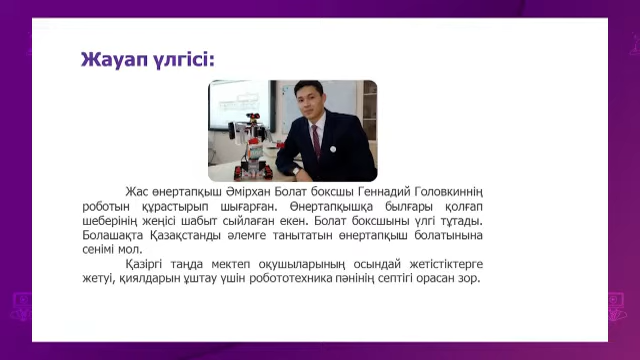 Жауап үлгісі:
Жас өнертапқыш Әмірхан Болат боксшы Геннадий Головкиннің
роботын құрастырып шығарған. Өнертапқышқа былғары қолғап
шеберінің жеңісі шабыт сыйлаған екен. Болат боксшыны үлгі тұтады.
Болашақта Қазақстанды әлемге танытатын өнертапқыш болатынына
сенімі мол.
Қазіргі таңда мектеп оқушыларының осындай жетістіктерге
жетуі, қиялдарын ұштау үшін робототехника пәнінің септігі орасан зор.